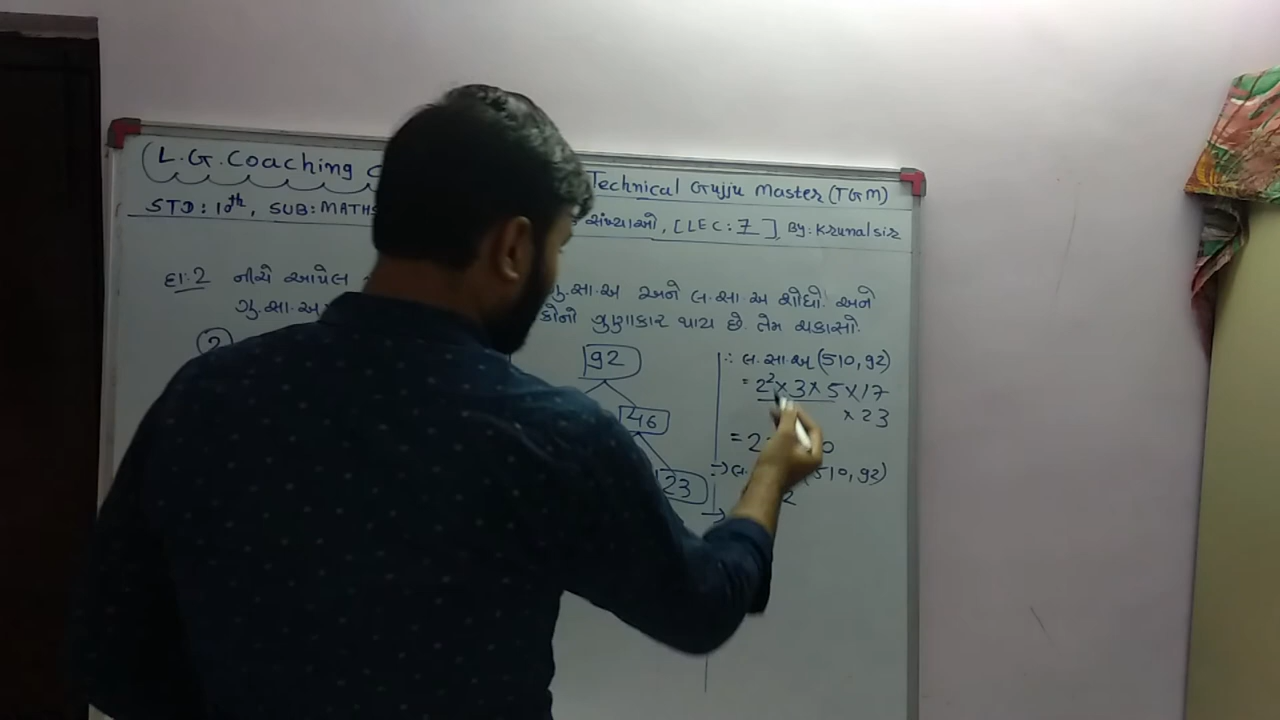 L.G. Coaching
Technical Gujju Master (TGM)
STD: 10th, SUB: MATHS
સંખ્યાઓ, [LEC: 7] By: Krunalsir
દા:2 નીચે આપેલ
ગુ.સા.અ અને લ.સા.અ શોધો. અને
ગુ.સા.અ
ગુણાકાર થાય છે. તેમ ચકાસો.
2
92
46
23
∴ લ.સા.અ (510, 92)
= 2² × 3 × 5 × 17
× 23
= 2
510, 92)